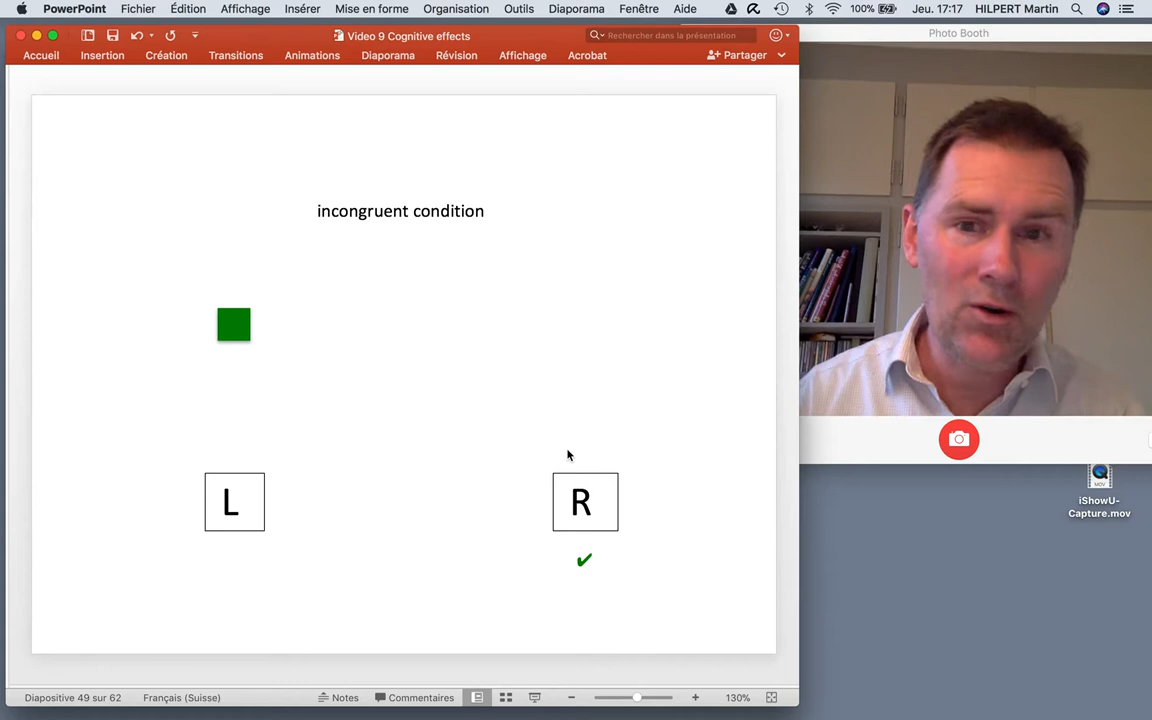 PowerPoint Fichier Édition Affichage Insérer Mise en forme Organisation Outils Diaporama Fenêtre Aide 100% Jeu. 17:17 HILPERT Martin
Video 9 Cognitive effects Rechercher dans la présentation
Photo Booth
Accueil Insertion Création Transitions Animations Diaporama Révision Affichage Acrobat Partager
incongruent condition
L R
iShowU-
Capture.mov
Diapositive 49 sur 62 Français (Suisse) Notes Commentaires 130%